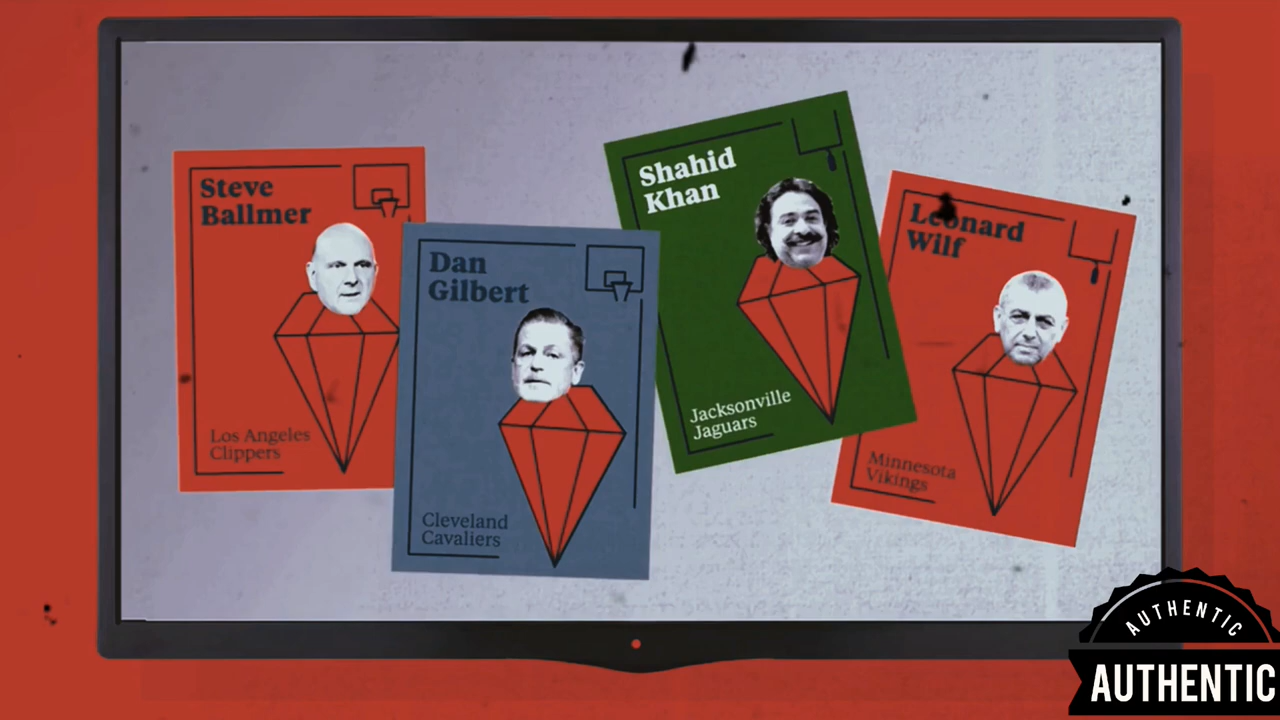 Steve
Ballmer
Los Angeles
Clippers
Dan
Gilbert
Cleveland
Cavaliers
Shahid
Khan
Jacksonville
Jaguars
Leonard
Wilf
Minnesota
Vikings
AUTHENTIC
AUTHENTIC